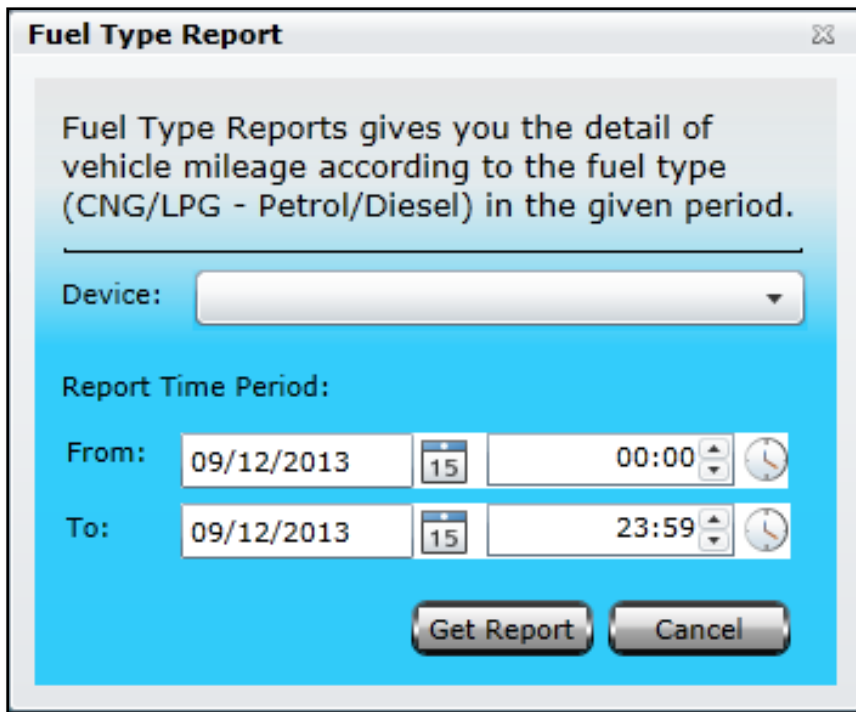 Fuel Type Report
Fuel Type Reports gives you the detail of
vehicle mileage according to the fuel type
(CNG/LPG - Petrol/Diesel) in the given period.
Device:
Report Time Period:
From: 09/12/2013 15 00:00
To: 09/12/2013 15 23:59
Get Report Cancel